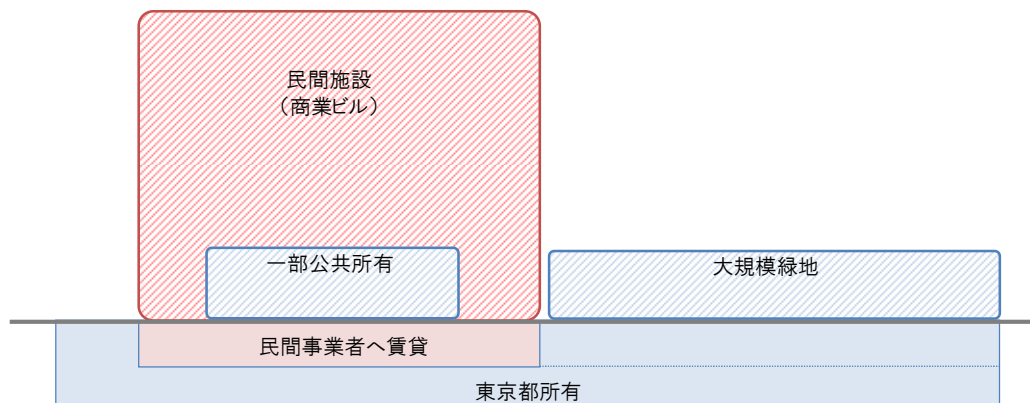 民間施設
（商業ビル）
一部公共所有
大規模緑地
民間事業者へ賃貸
東京都所有